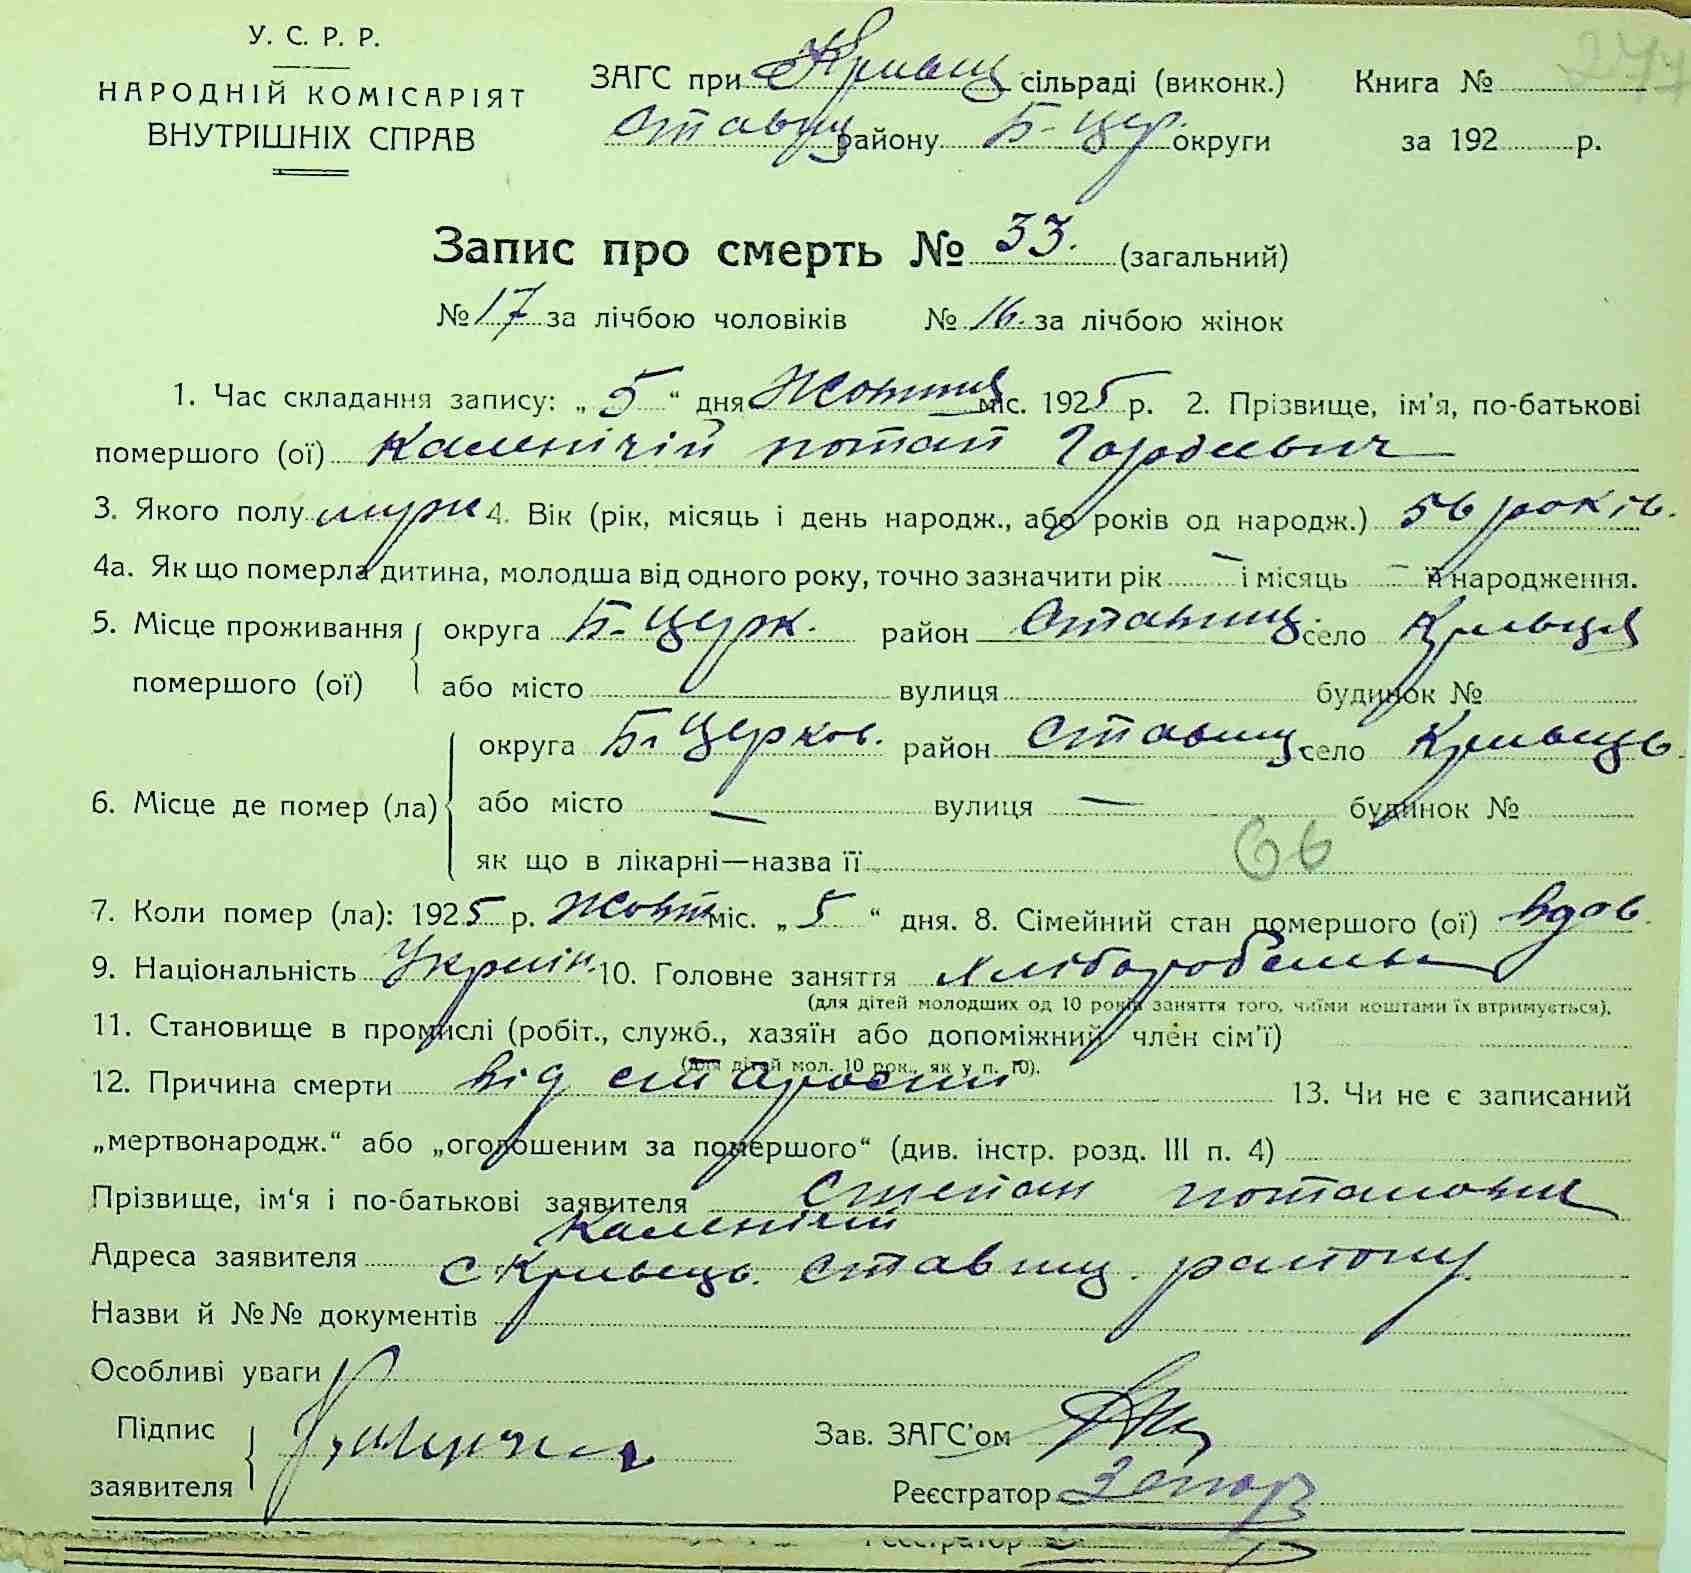 У. С. Р. Р.
НАРОДНІЙ КОМІСАРІЯТ
ВНУТРІШНІХ СПРАВ
ЗАГС при Кривец сільраді (виконк.) Книга № 277
Ставищ району Б-Цер. округи за 192 р.
Запис про смерть № 33. (загальний)
№ 17 за лічбою чоловіків № 16. за лічбою жінок
1. Час складання запису: „ 5 “ дня Жовтня міс. 1925 р. 2. Прізвище, ім'я, по-батькові
помершого (ої) Каленічій потап Гордеевич
3. Якого полу муж 4. Вік (рік, місяць і день народж., або років од народж.) 56 років.
4а. Як що померла дитина, молодша від одного року, точно зазначити рік — і місяць — її народження.
5. Місце проживання помершого (ої) округа Б-Церк. район Ставищ. село Кривця
або місто вулиця будинок №
6. Місце де помер (ла) округа Б-Церков. район Ставищ село Кривець.
або місто — вулиця — будинок №
66
як що в лікарні—назва її
7. Коли помер (ла): 1925 р. Жовт міс. „ 5 “ дня. 8. Сімейний стан помершого (ої) вдов.
9. Національність Україн. 10. Головне заняття Хліборобство
(для дітей молодших од 10 років заняття того, чиїми коштами їх втримується).
11. Становище в промислі (робіт., служб., хазяїн або допоміжний член сім'ї)
(для дітей мол. 10 рок., як у п. 10).
12. Причина смерти від старости 13. Чи не є записаний
„мертвонародж.“ або „оголошеним за помершого“ (див. інстр. розд. III п. 4)
Прізвище, ім‘я і по-батькові заявителя Степан потапович
Каленічій
Адреса заявителя с. Кривець. Ставищ. району
Назви й №№ документів
Особливі уваги
Підпис заявителя
Зав. ЗАГС'ом
Реєстратор
Реєстратор